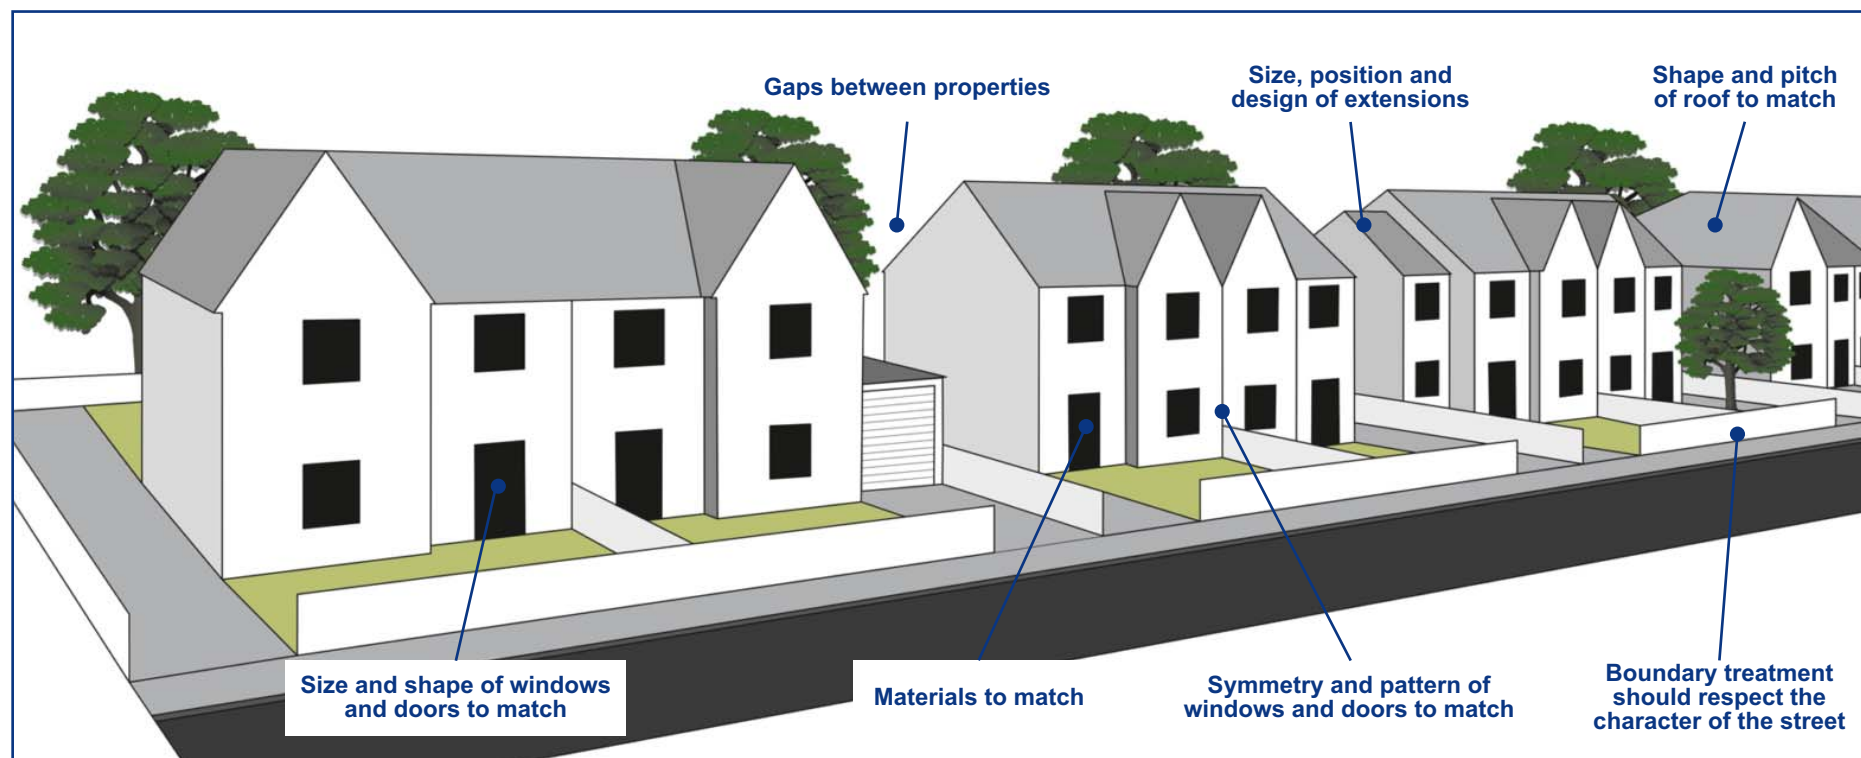 Gaps between properties
Size, position and
design of extensions
Shape and pitch
of roof to match
Size and shape of windows
and doors to match
Materials to match
Symmetry and pattern of
windows and doors to match
Boundary treatment
should respect the
character of the street